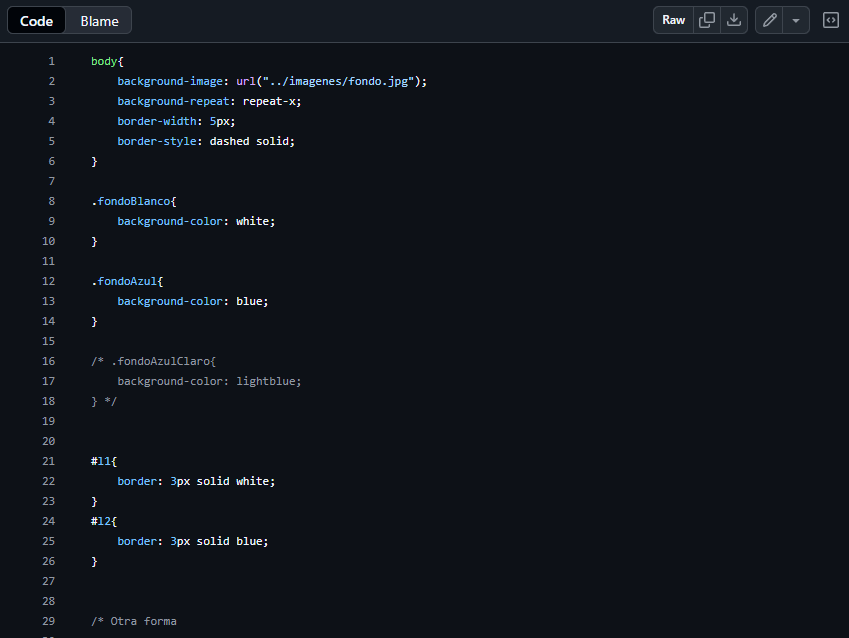 Code Blame Raw
1 body{
2     background-image: url("../imagenes/fondo.jpg");
3     background-repeat: repeat-x;
4     border-width: 5px;
5     border-style: dashed solid;
6 }
7
8 .fondoBlanco{
9     background-color: white;
10 }
11
12 .fondoAzul{
13     background-color: blue;
14 }
15
16 /* .fondoAzulClaro{
17     background-color: lightblue;
18 } */
19
20
21 #l1{
22     border: 3px solid white;
23 }
24 #l2{
25     border: 3px solid blue;
26 }
27
28
29 /* Otra forma